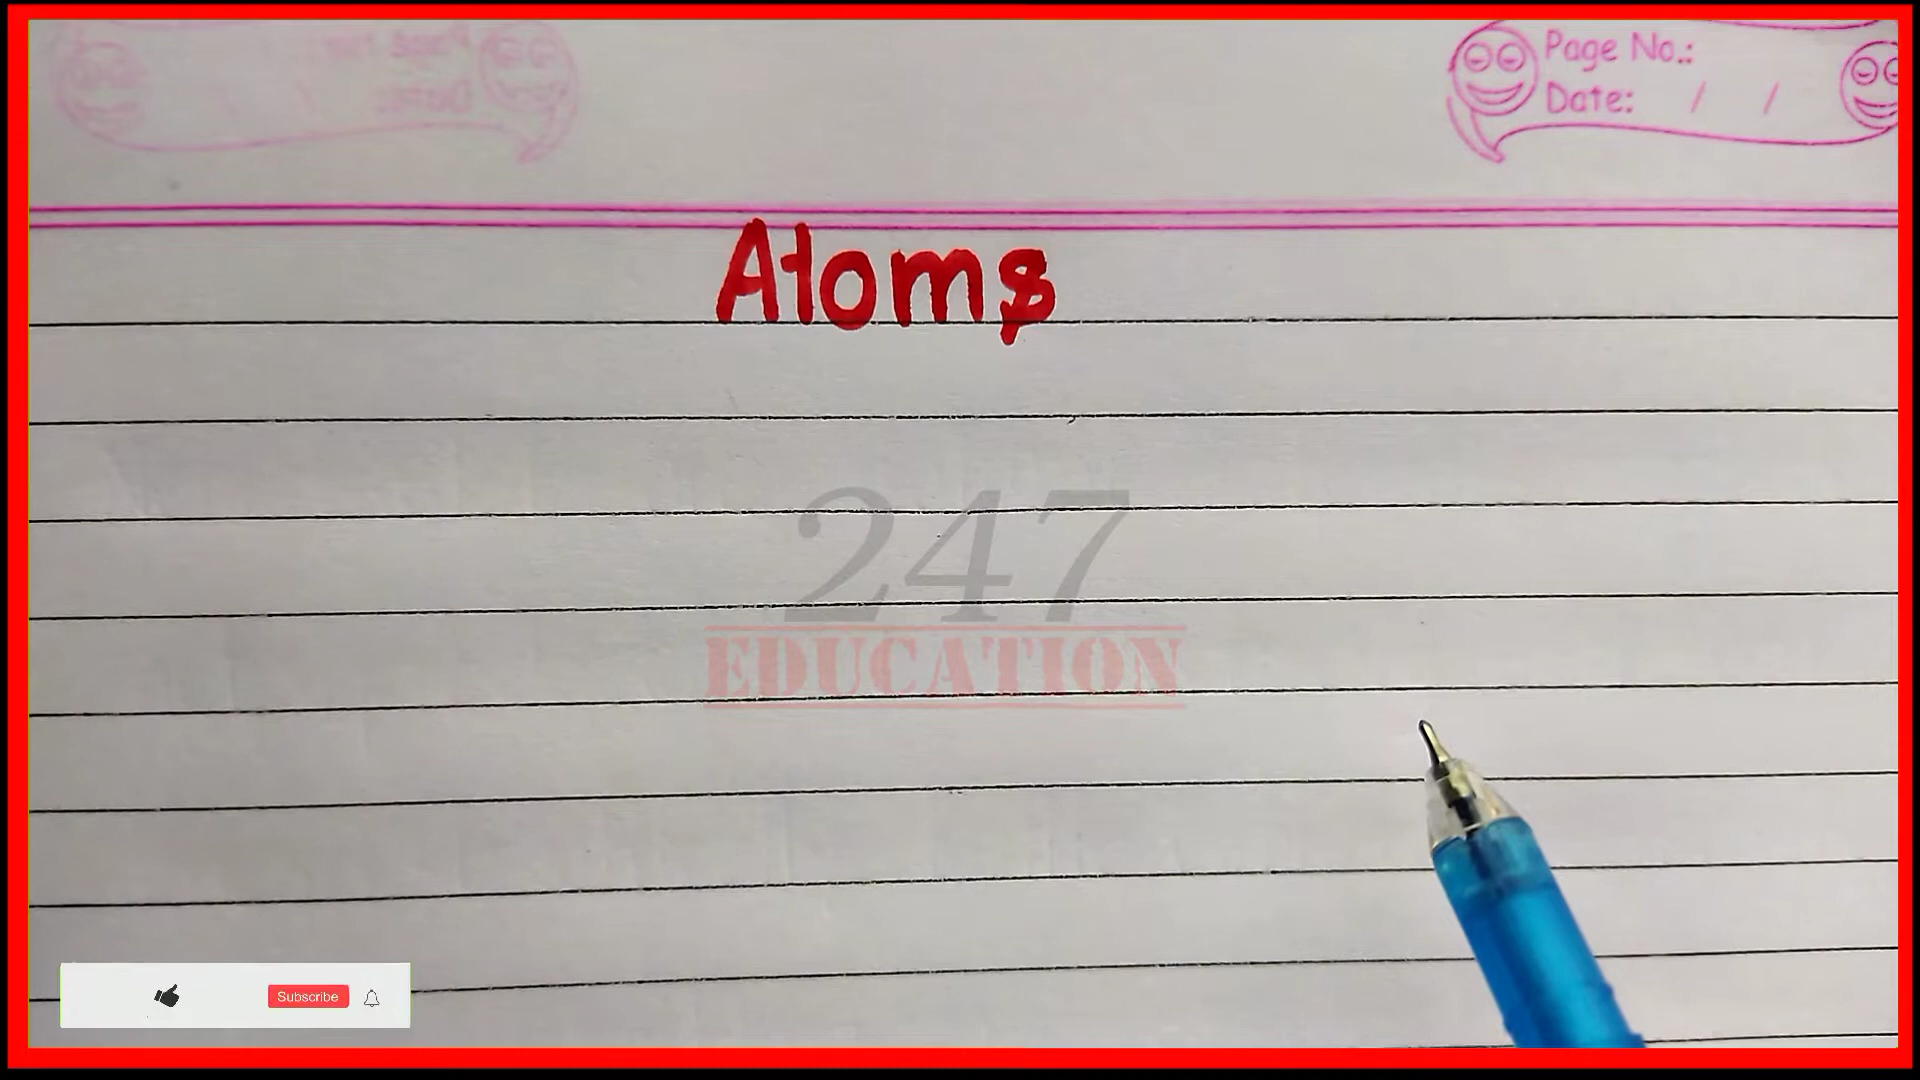 Page No.:
Date: / /
Atoms
247
EDUCATION
Subscribe